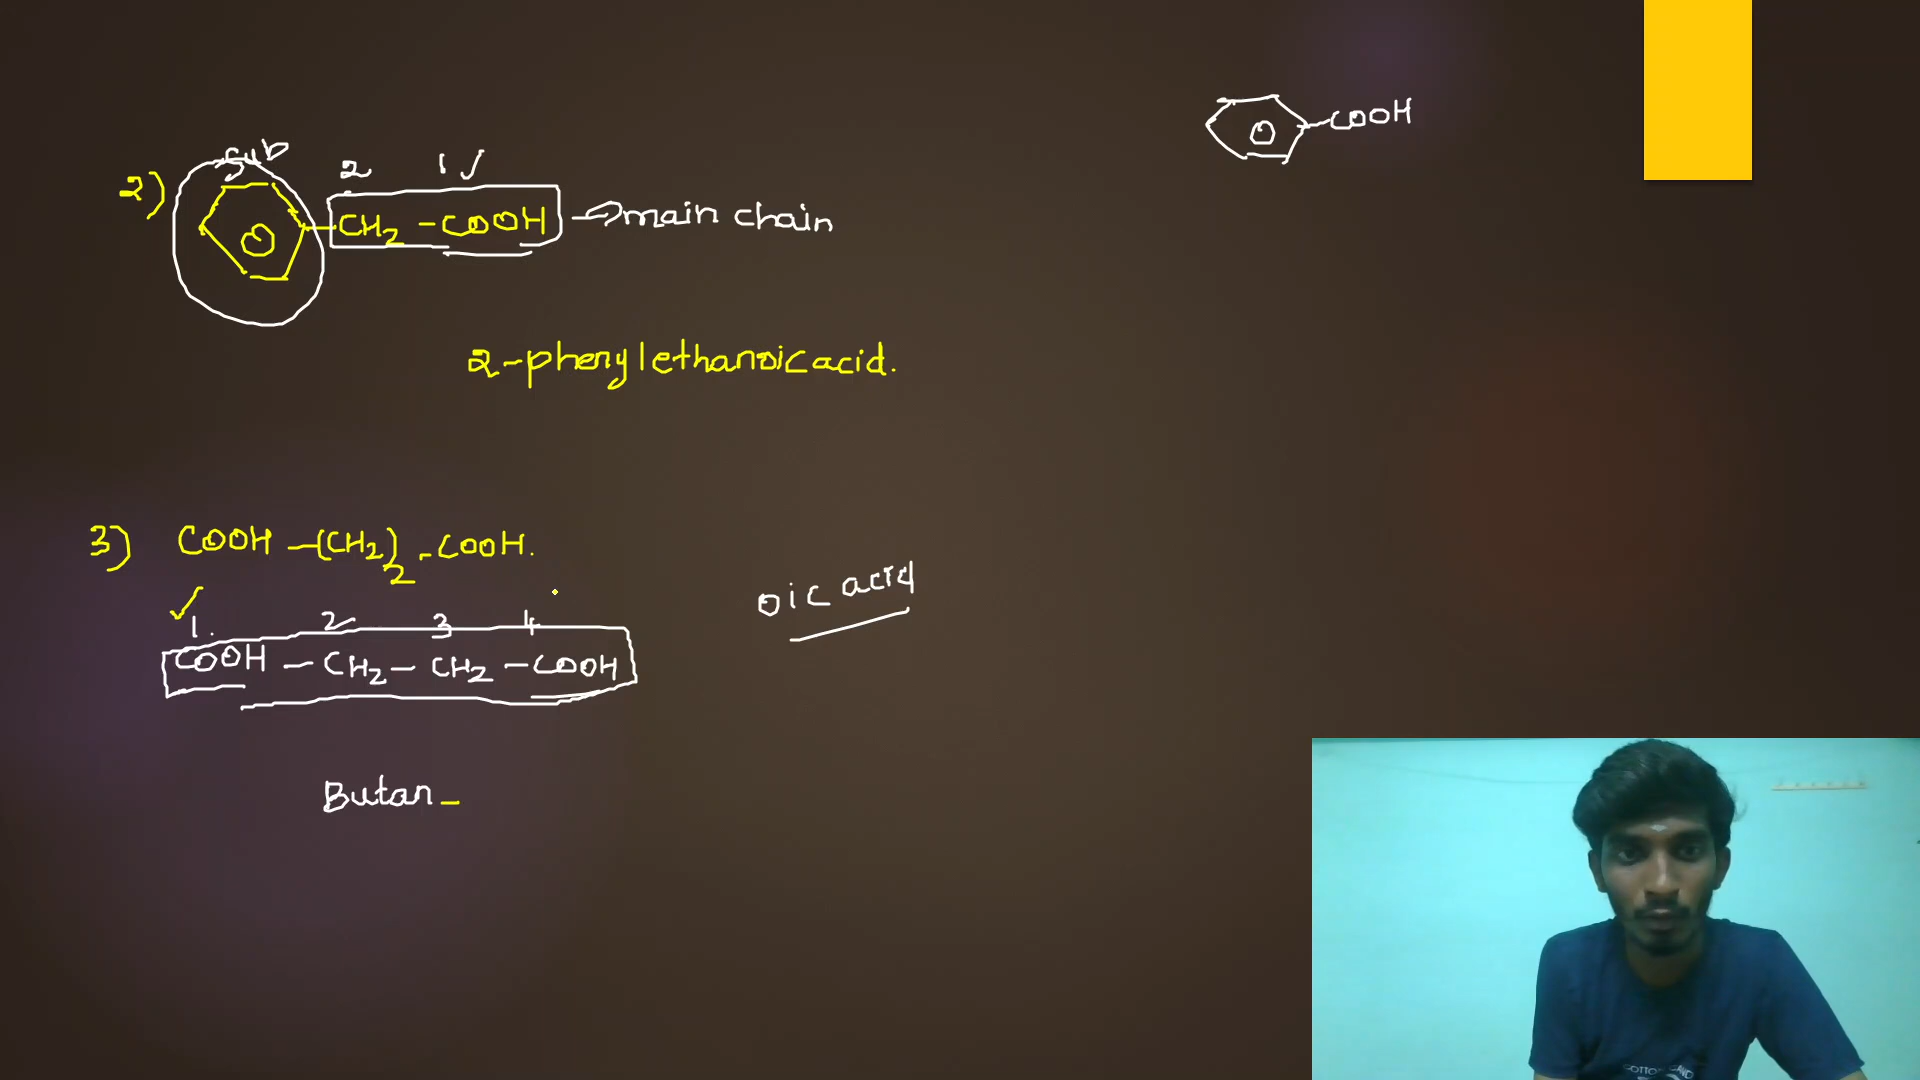 COOH
sub
2 1 ✓
2) CH2 - COOH → main chain
2-phenylethanoicacid.
3) COOH -(CH2)2 - COOH.
oic acid
✓
1. 2 3 4
COOH - CH2 - CH2 - COOH
Butan -